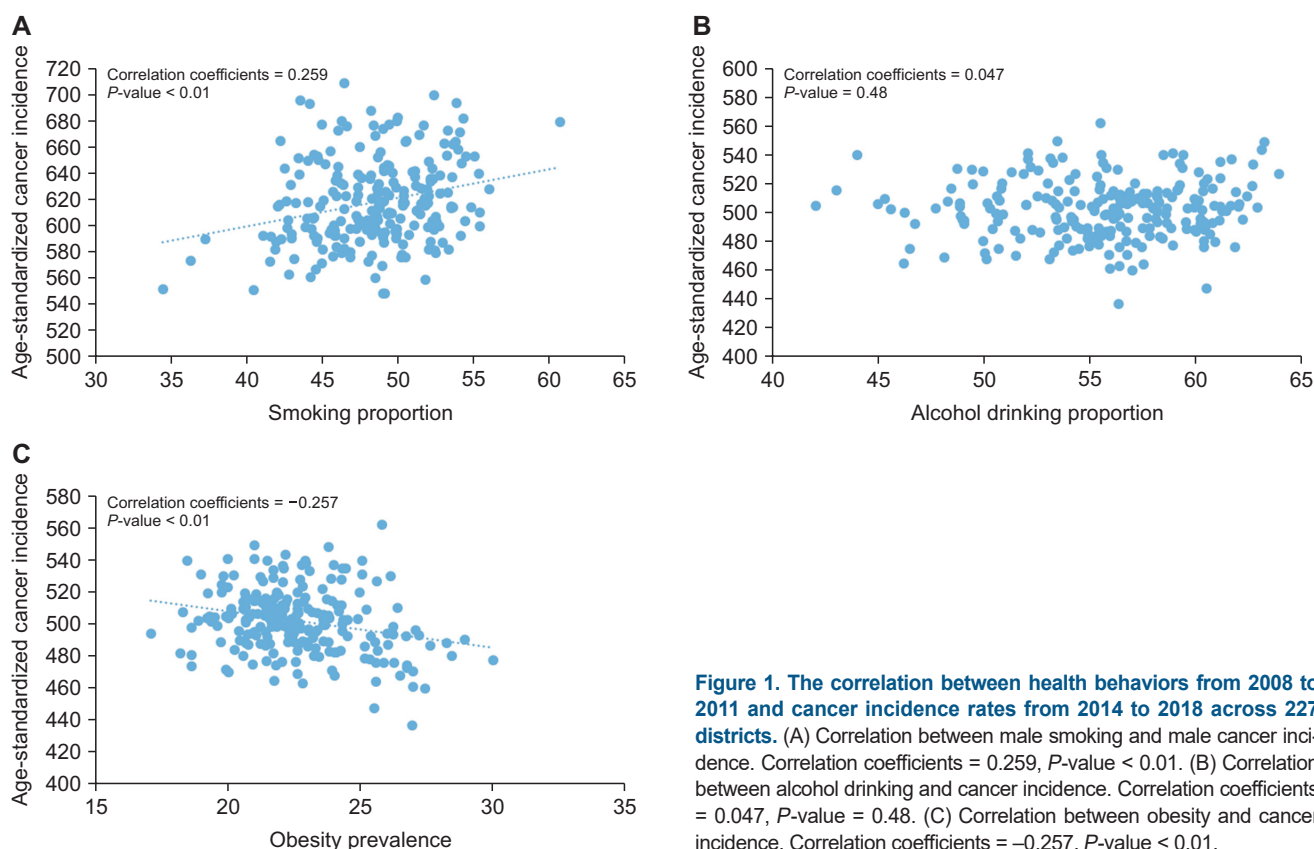 A
Age-standardized cancer incidence
Correlation coefficients = 0.259
P-value < 0.01
720
700
680
660
640
620
600
580
560
540
520
500
30 35 40 45 50 55 60 65
Smoking proportion
B
Age-standardized cancer incidence
Correlation coefficients = 0.047
P-value = 0.48
600
580
560
540
520
500
480
460
440
420
400
40 45 50 55 60 65
Alcohol drinking proportion
C
Age-standardized cancer incidence
Correlation coefficients = −0.257
P-value < 0.01
580
560
540
520
500
480
460
440
420
400
15 20 25 30 35
Obesity prevalence
Figure 1. The correlation between health behaviors from 2008 to
2011 and cancer incidence rates from 2014 to 2018 across 227
districts. (A) Correlation between male smoking and male cancer inci-
dence. Correlation coefficients = 0.259, P-value < 0.01. (B) Correlation
between alcohol drinking and cancer incidence. Correlation coefficients
= 0.047, P-value = 0.48. (C) Correlation between obesity and cancer
incidence. Correlation coefficients = –0.257, P-value < 0.01.